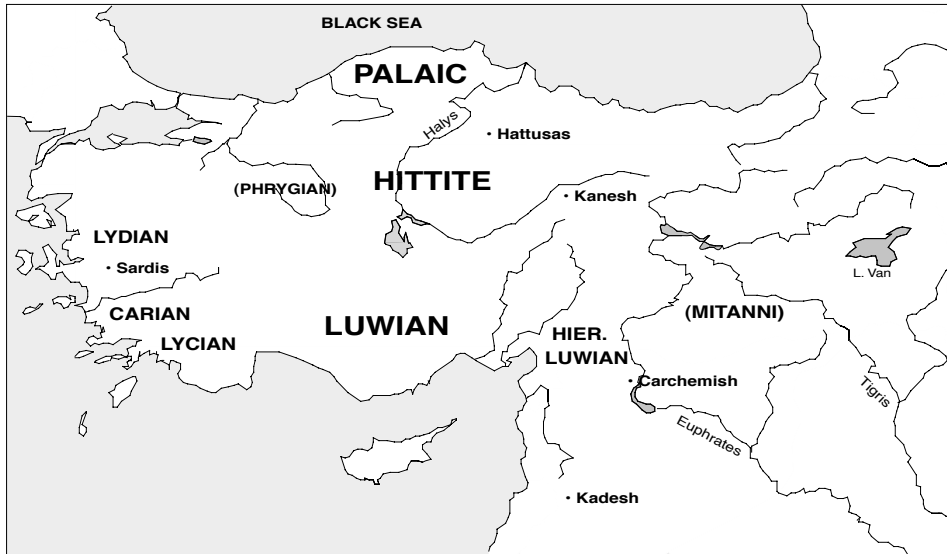 BLACK SEA
PALAIC
Halys
Hattusas
(PHRYGIAN)
HITTITE
Kanesh
LYDIAN
Sardis
L. Van
CARIAN
LYCIAN
LUWIAN
HIER.
LUWIAN
(MITANNI)
Carchemish
Tigris
Euphrates
Kadesh